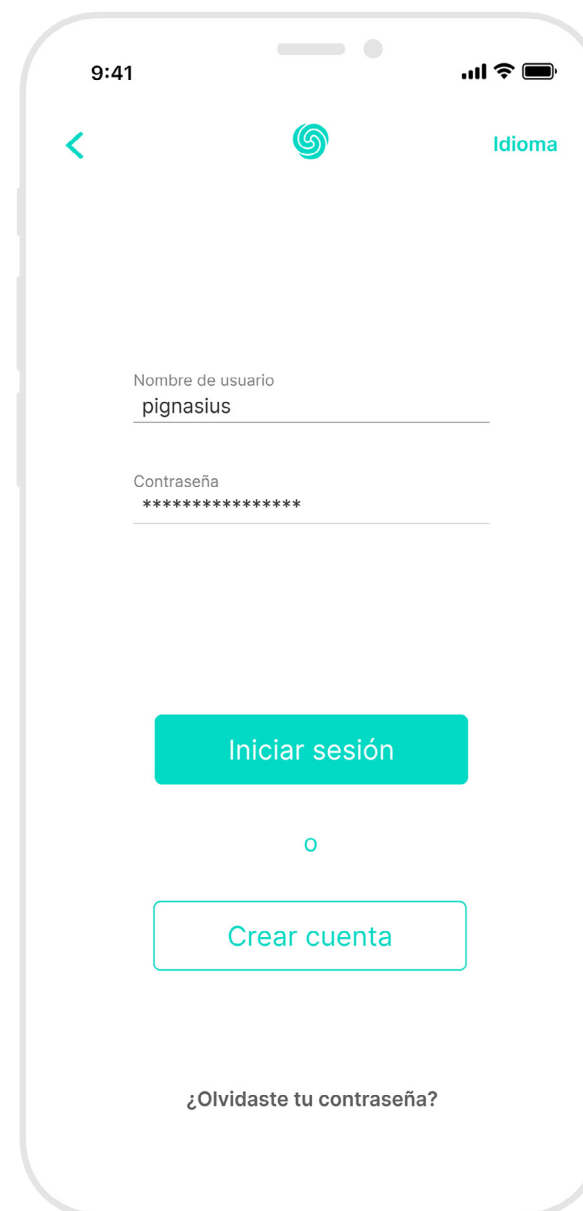 9:41
Idioma
Nombre de usuario
pignasius
Contraseña
****************
Iniciar sesión
o
Crear cuenta
¿Olvidaste tu contraseña?